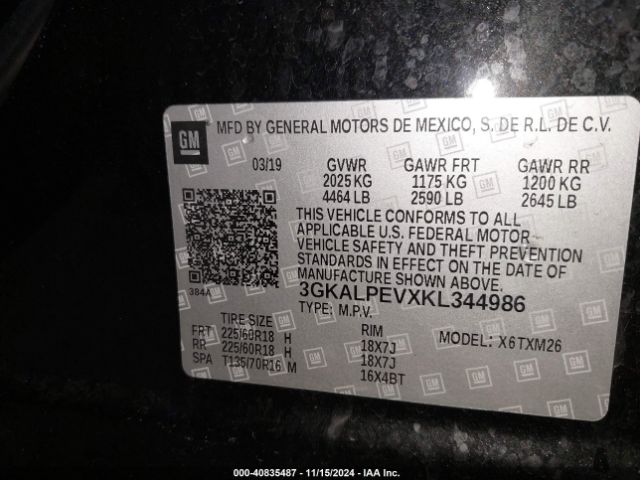 GM MFD BY GENERAL MOTORS DE MEXICO, S. DE R.L. DE C.V.
03/19 GVWR GAWR FRT GAWR RR
2025 KG 1175 KG 1200 KG
4464 LB 2590 LB 2645 LB
THIS VEHICLE CONFORMS TO ALL
APPLICABLE U.S. FEDERAL MOTOR
VEHICLE SAFETY AND THEFT PREVENTION
STANDARDS IN EFFECT ON THE DATE OF
MANUFACTURE SHOWN ABOVE.
384A 3GKALPEVXKL344986
TYPE: M.P.V.
TIRE SIZE RIM MODEL: X6TXM26
FRT 225/60R18 H 18X7J
RR 225/60R18 H 18X7J
SPA T135/70R16 M 16X4BT
000-40835487 - 11/15/2024 - IAA Inc.